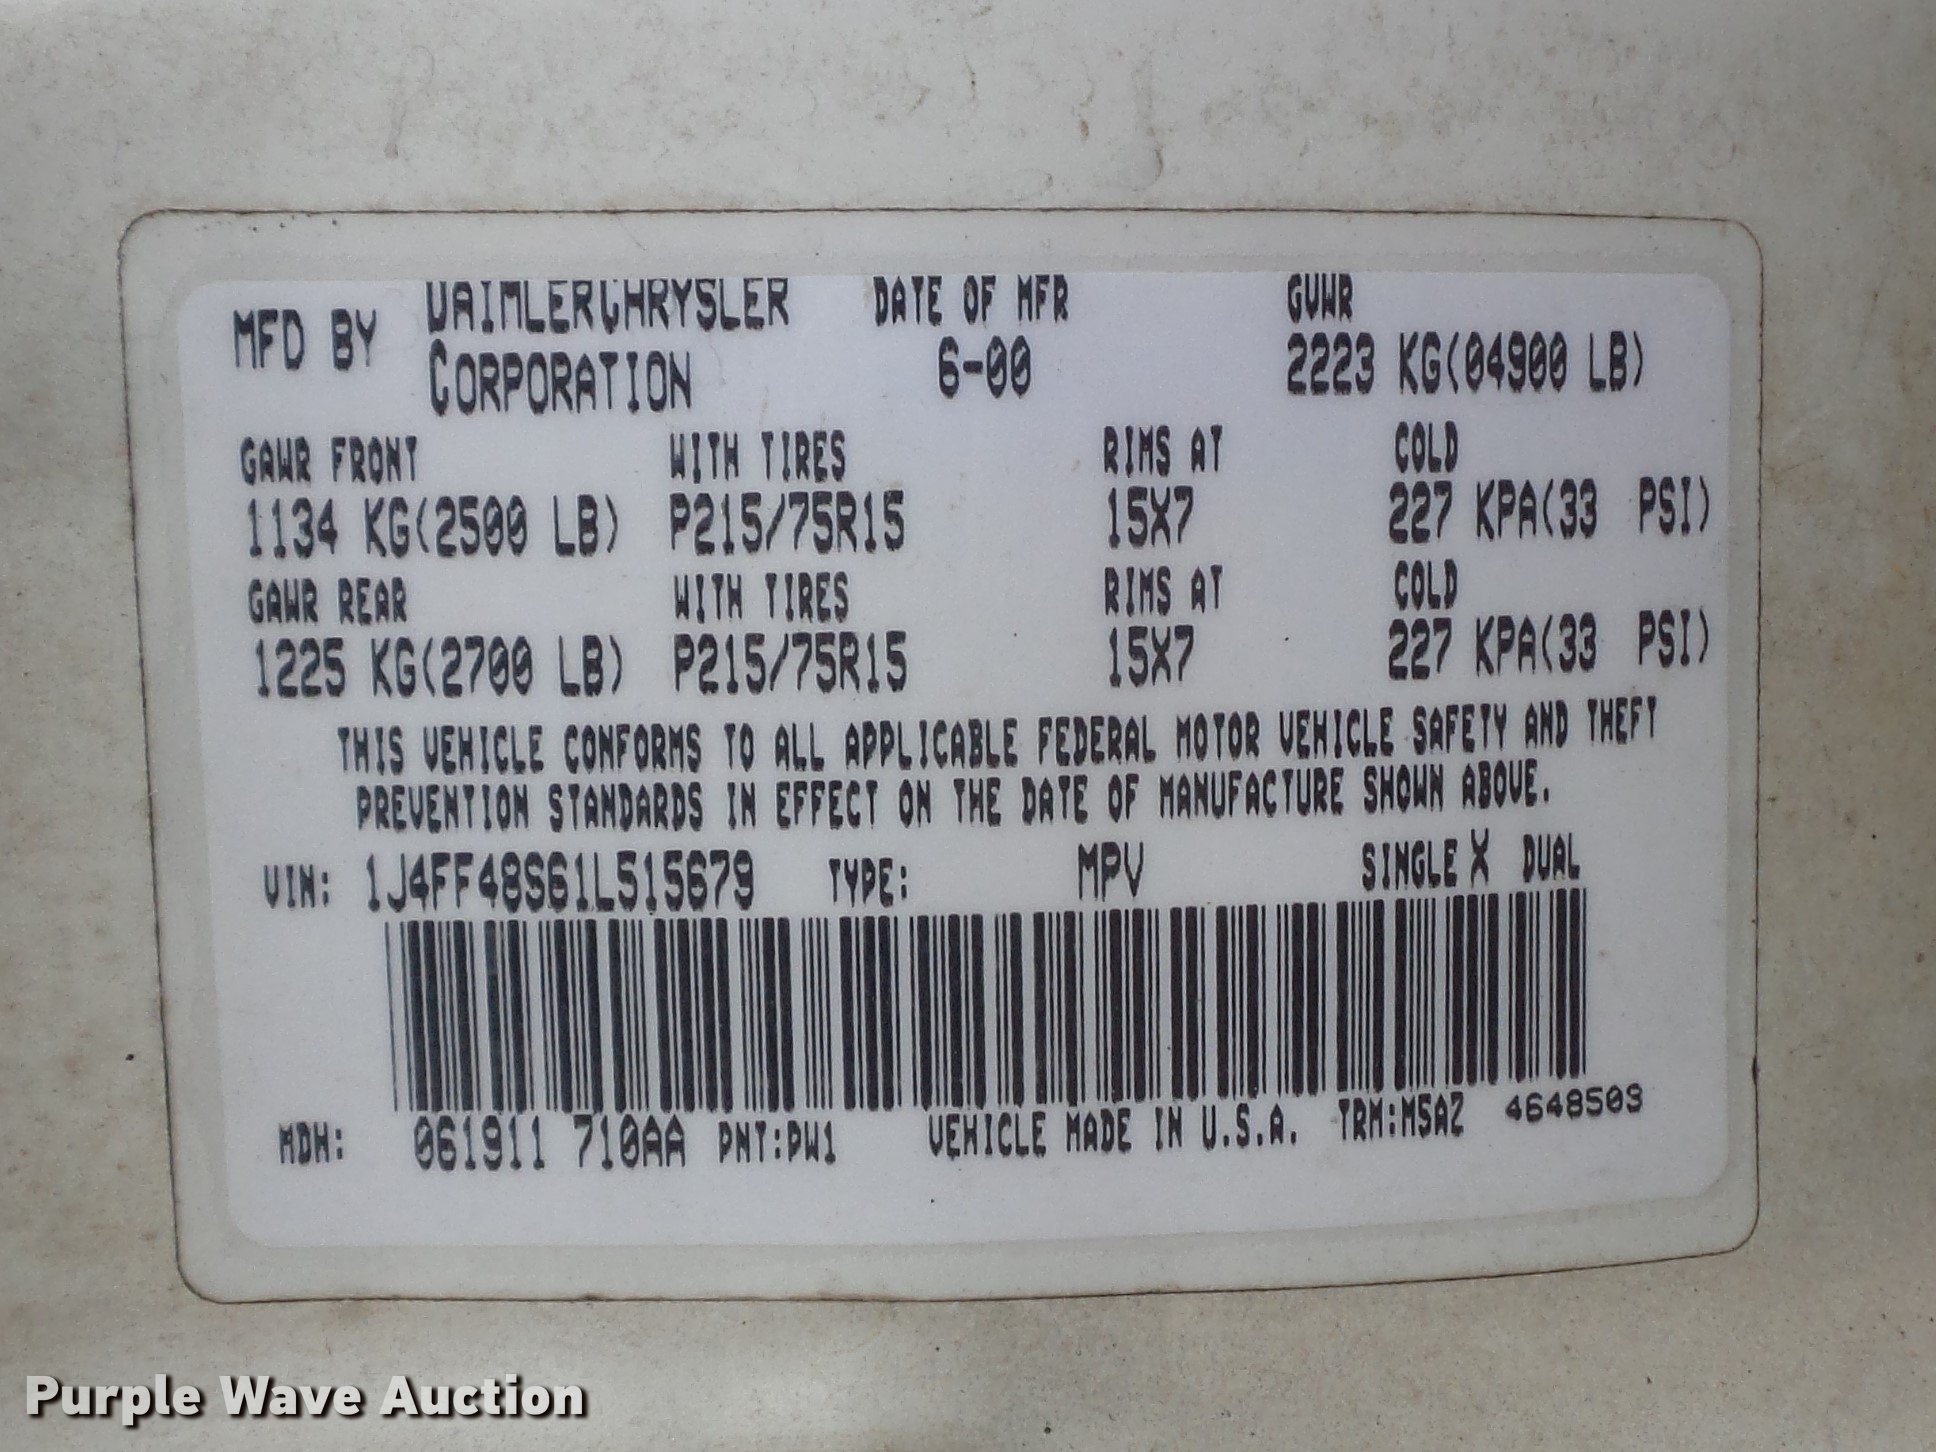 MFD BY DAIMLERCHRYSLER CORPORATION DATE OF MFR 6-00 GVWR 2223 KG(04900 LB)
GAWR FRONT WITH TIRES RIMS AT COLD
1134 KG(2500 LB) P215/75R15 15X7 227 KPA(33 PSI)
GAWR REAR WITH TIRES RIMS AT COLD
1225 KG(2700 LB) P215/75R15 15X7 227 KPA(33 PSI)
THIS VEHICLE CONFORMS TO ALL APPLICABLE FEDERAL MOTOR VEHICLE SAFETY AND THEFT
PREVENTION STANDARDS IN EFFECT ON THE DATE OF MANUFACTURE SHOWN ABOVE.
VIN: 1J4FF48S61L515679 TYPE: MPV SINGLE X DUAL
MDH: 061911 710AA PNT:PW1 VEHICLE MADE IN U.S.A. TRM:M5AZ 4648503
Purple Wave Auction